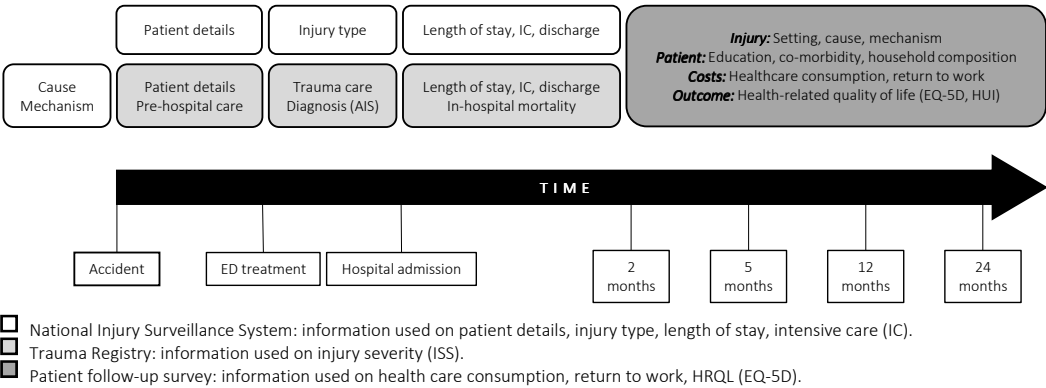 Patient details
Injury type
Length of stay, IC, discharge
Cause
Mechanism
Patient details
Pre-hospital care
Trauma care
Diagnosis (AIS)
Length of stay, IC, discharge
In-hospital mortality
Injury: Setting, cause, mechanism
Patient: Education, co-morbidity, household composition
Costs: Healthcare consumption, return to work
Outcome: Health-related quality of life (EQ-5D, HUI)
TIME
Accident
ED treatment
Hospital admission
2
months
5
months
12
months
24
months
National Injury Surveillance System: information used on patient details, injury type, length of stay, intensive care (IC).
Trauma Registry: information used on injury severity (ISS).
Patient follow-up survey: information used on health care consumption, return to work, HRQL (EQ-5D).